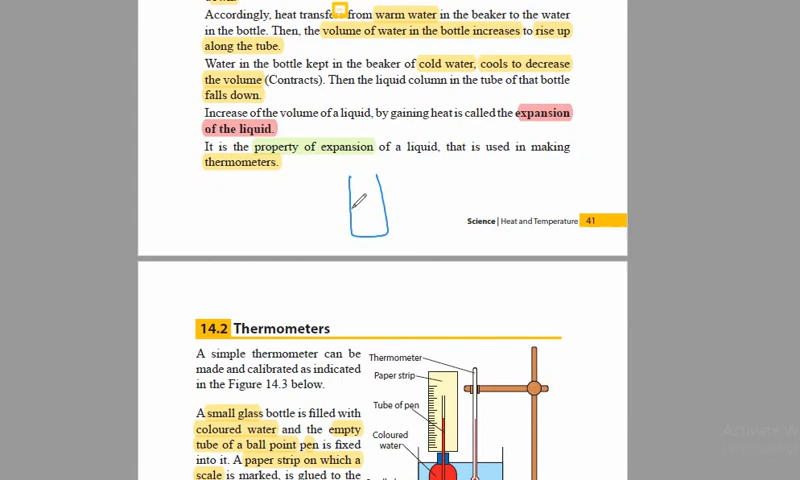 Accordingly, heat transfers from warm water in the beaker to the water
in the bottle. Then, the volume of water in the bottle increases to rise up
along the tube.
Water in the bottle kept in the beaker of cold water, cools to decrease
the volume (Contracts). Then the liquid column in the tube of that bottle
falls down.
Increase of the volume of a liquid, by gaining heat is called the expansion
of the liquid.
It is the property of expansion of a liquid, that is used in making
thermometers.
Science | Heat and Temperature 41
14.2 Thermometers
A simple thermometer can be
made and calibrated as indicated
in the Figure 14.3 below.
A small glass bottle is filled with
coloured water and the empty
tube of a ball point pen is fixed
into it. A paper strip on which a
scale is marked, is glued to the
Thermometer
Paper strip
Tube of pen
Coloured
water